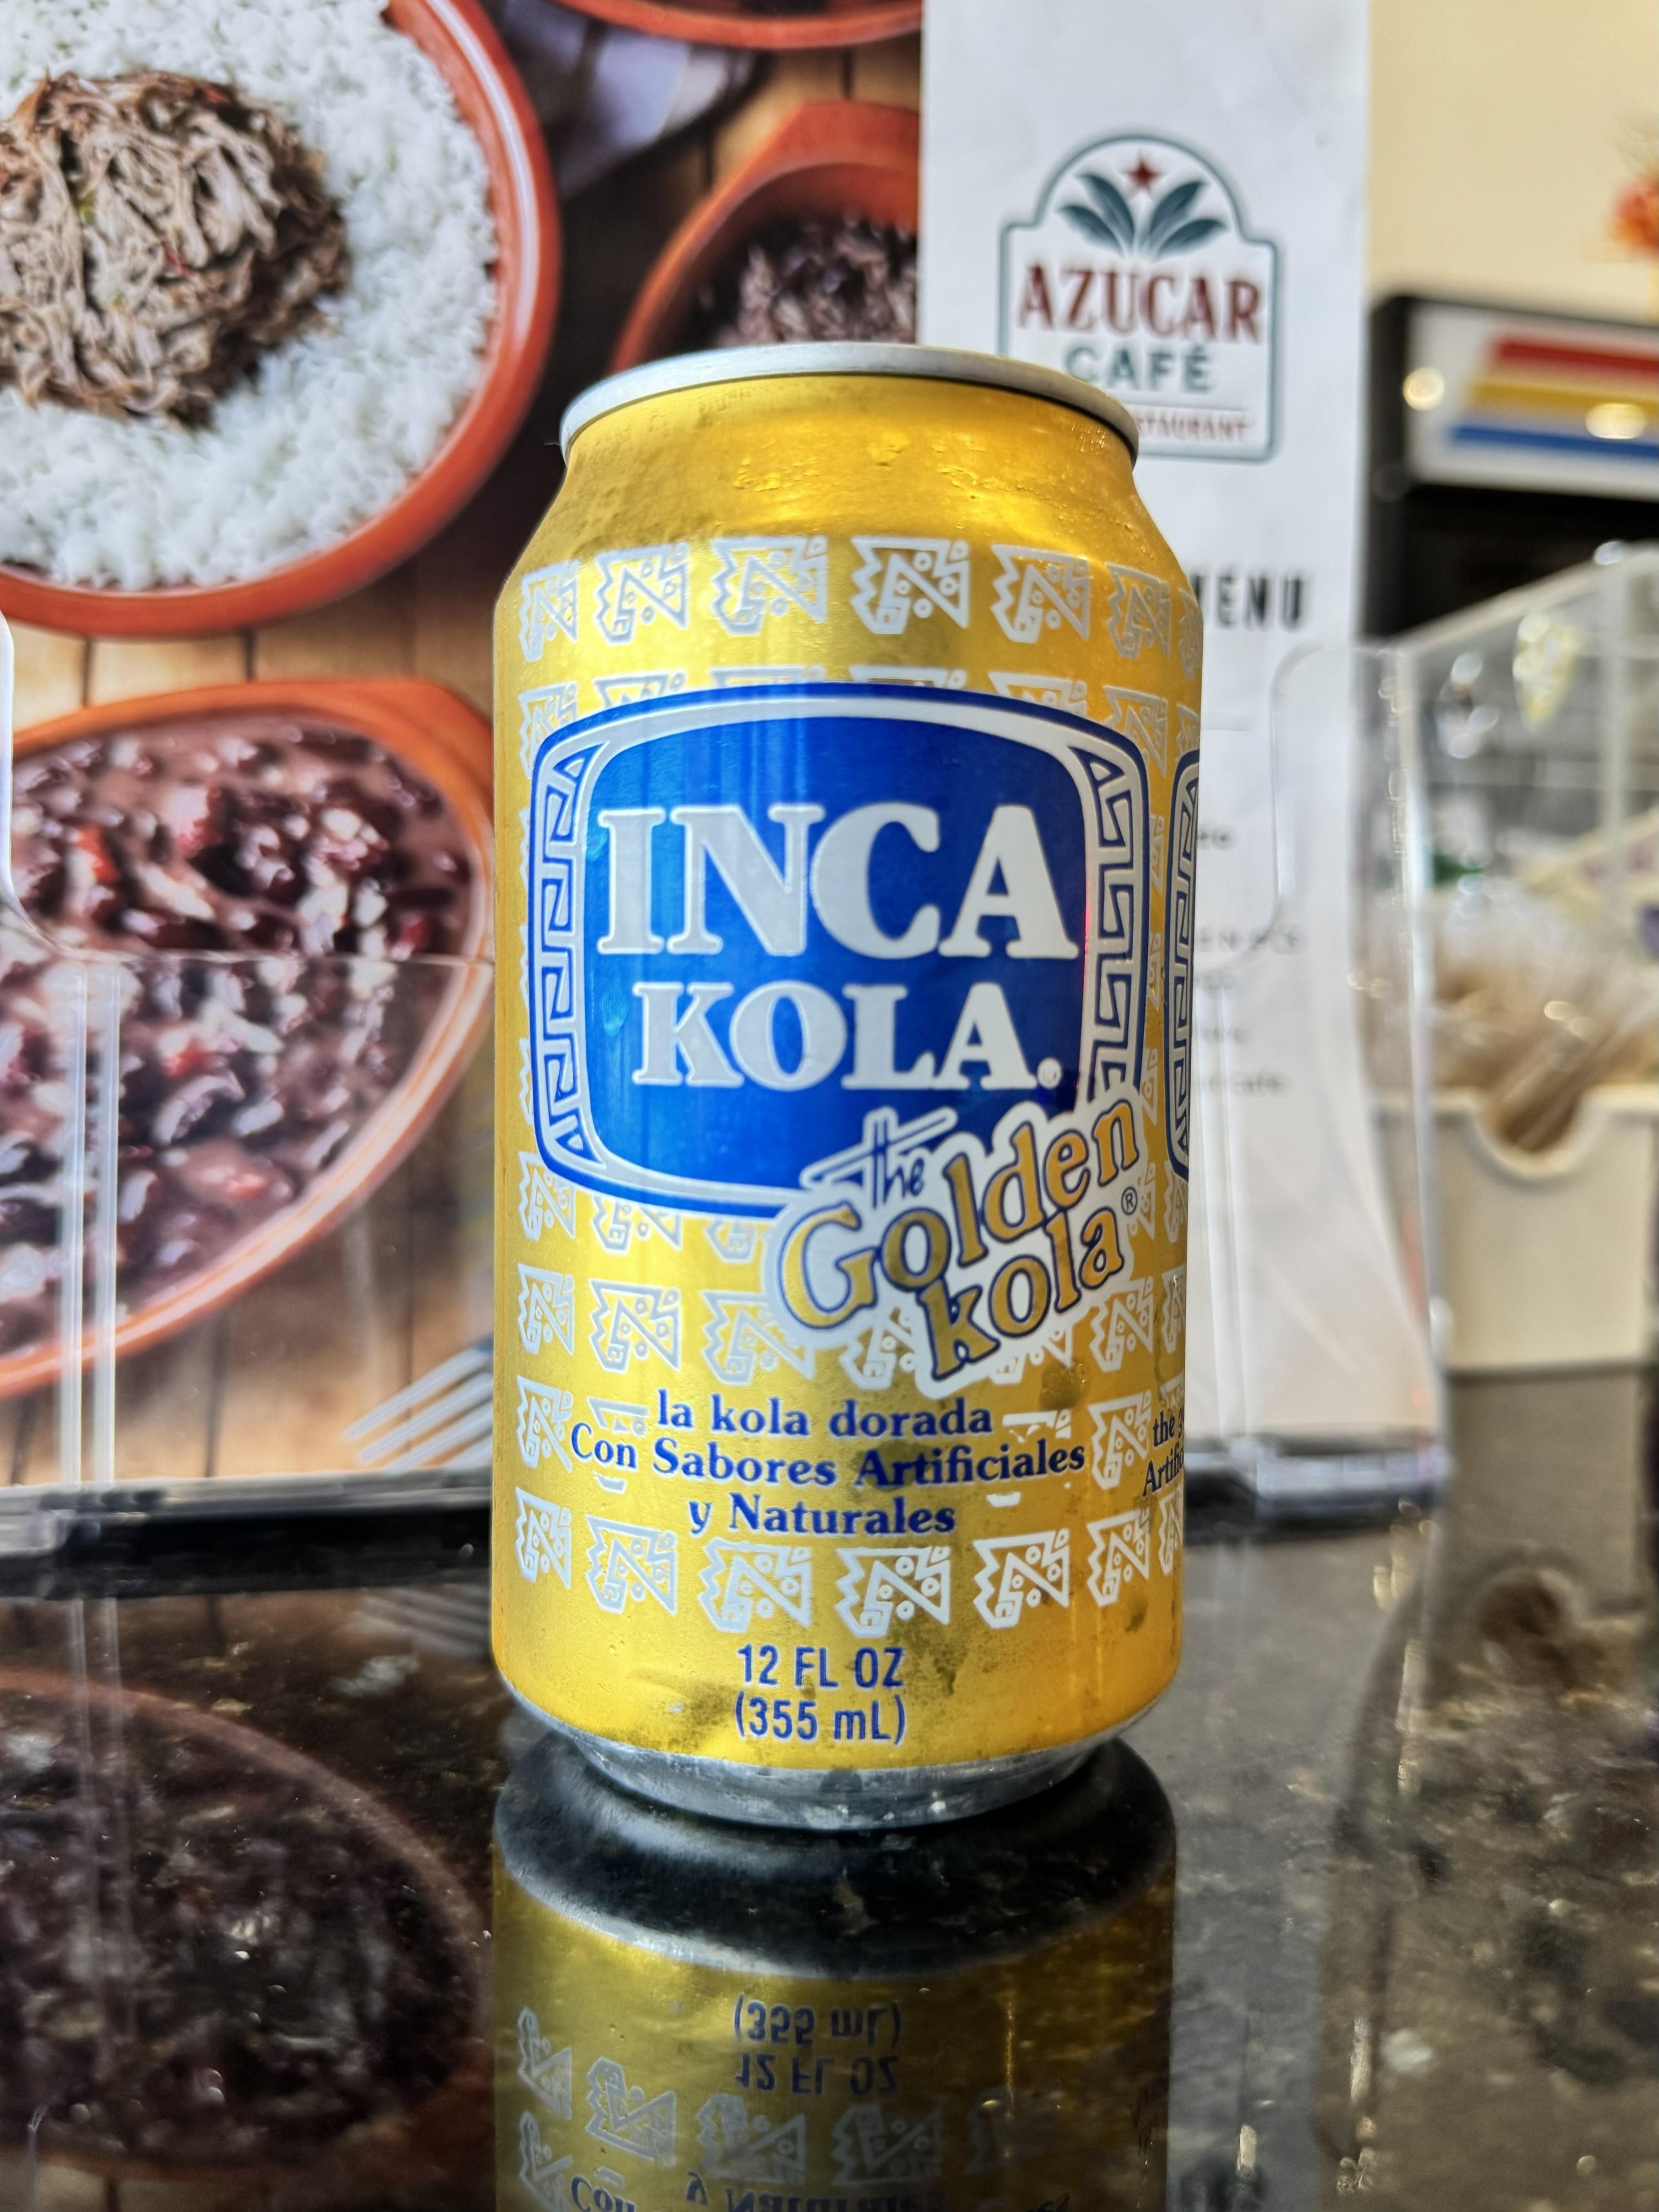 AZUCAR
CAFÉ
MENU
INCA
KOLA.
the
Golden
kola®
la kola dorada
Con Sabores Artificiales
y Naturales
the
12 FL OZ
(355 mL)